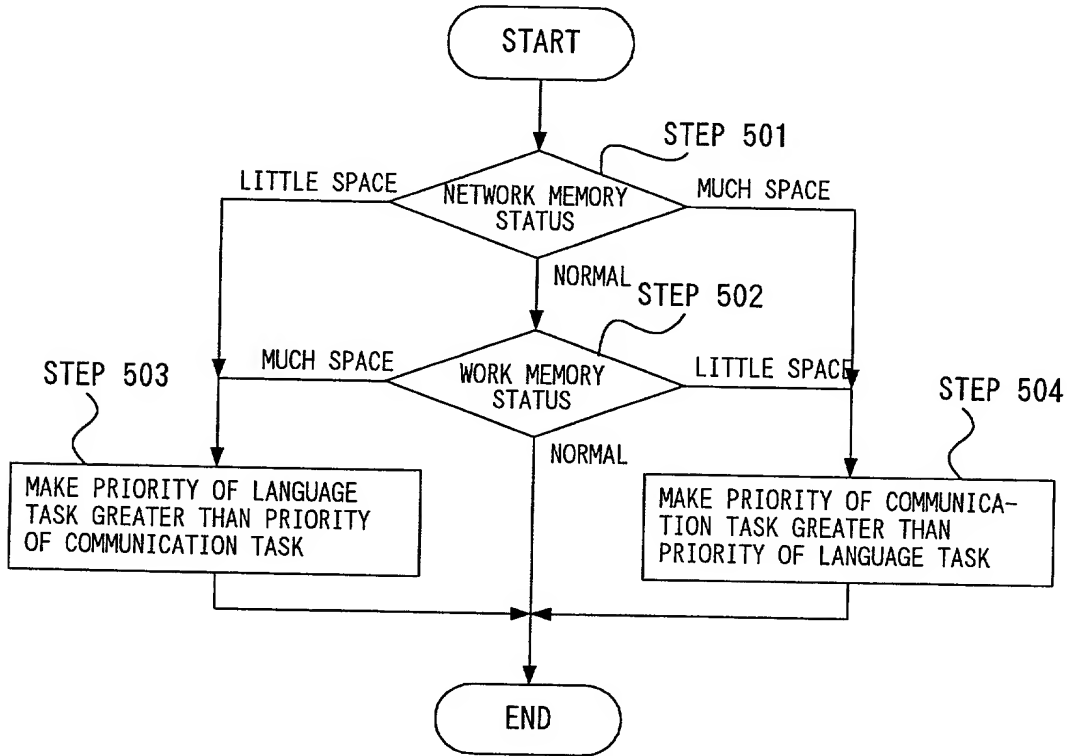 START
STEP 501
LITTLE SPACE
NETWORK MEMORY
STATUS
MUCH SPACE
NORMAL
STEP 502
MUCH SPACE
WORK MEMORY
STATUS
LITTLE SPACE
STEP 503
STEP 504
NORMAL
MAKE PRIORITY OF LANGUAGE
TASK GREATER THAN PRIORITY
OF COMMUNICATION TASK
MAKE PRIORITY OF COMMUNICA-
TION TASK GREATER THAN
PRIORITY OF LANGUAGE TASK
END